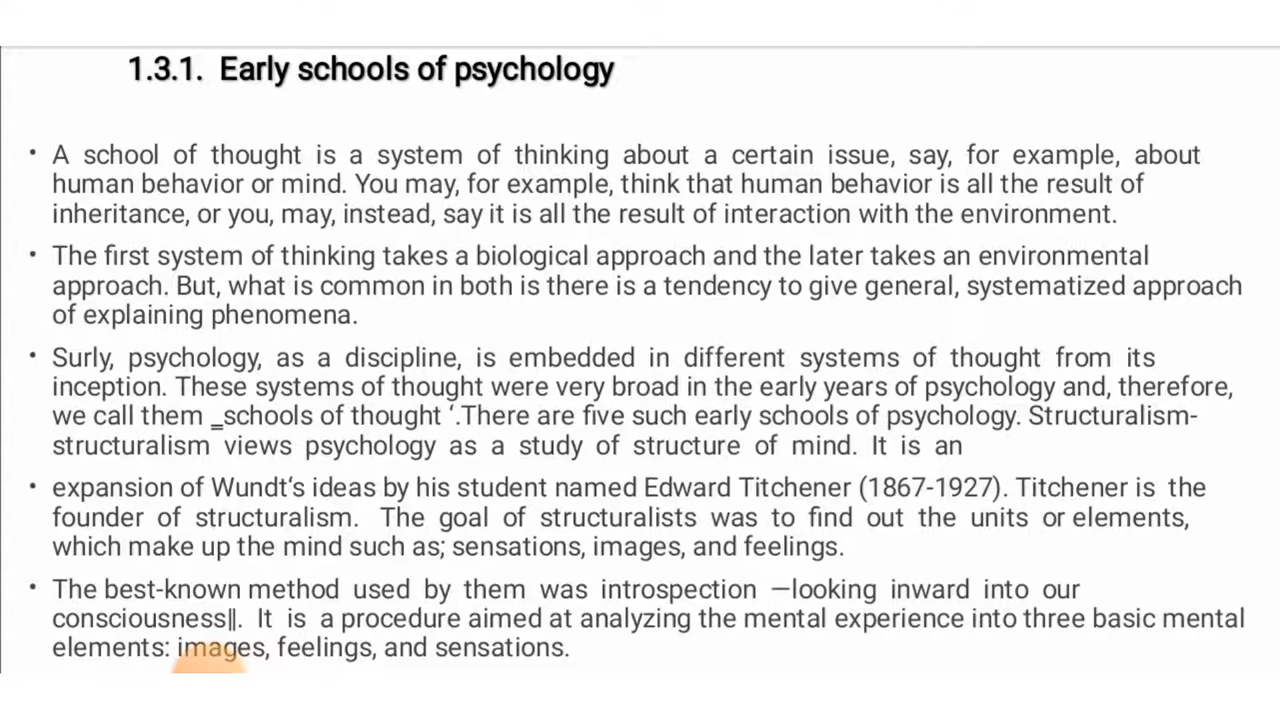 1.3.1. Early schools of psychology
• A school of thought is a system of thinking about a certain issue, say, for example, about
human behavior or mind. You may, for example, think that human behavior is all the result of
inheritance, or you, may, instead, say it is all the result of interaction with the environment.
• The first system of thinking takes a biological approach and the later takes an environmental
approach. But, what is common in both is there is a tendency to give general, systematized approach
of explaining phenomena.
• Surly, psychology, as a discipline, is embedded in different systems of thought from its
inception. These systems of thought were very broad in the early years of psychology and, therefore,
we call them ‗schools of thought ‘.There are five such early schools of psychology. Structuralism-
structuralism views psychology as a study of structure of mind. It is an
• expansion of Wundt‘s ideas by his student named Edward Titchener (1867-1927). Titchener is the
founder of structuralism. The goal of structuralists was to find out the units or elements,
which make up the mind such as; sensations, images, and feelings.
• The best-known method used by them was introspection ―looking inward into our
consciousness‖. It is a procedure aimed at analyzing the mental experience into three basic mental
elements: images, feelings, and sensations.